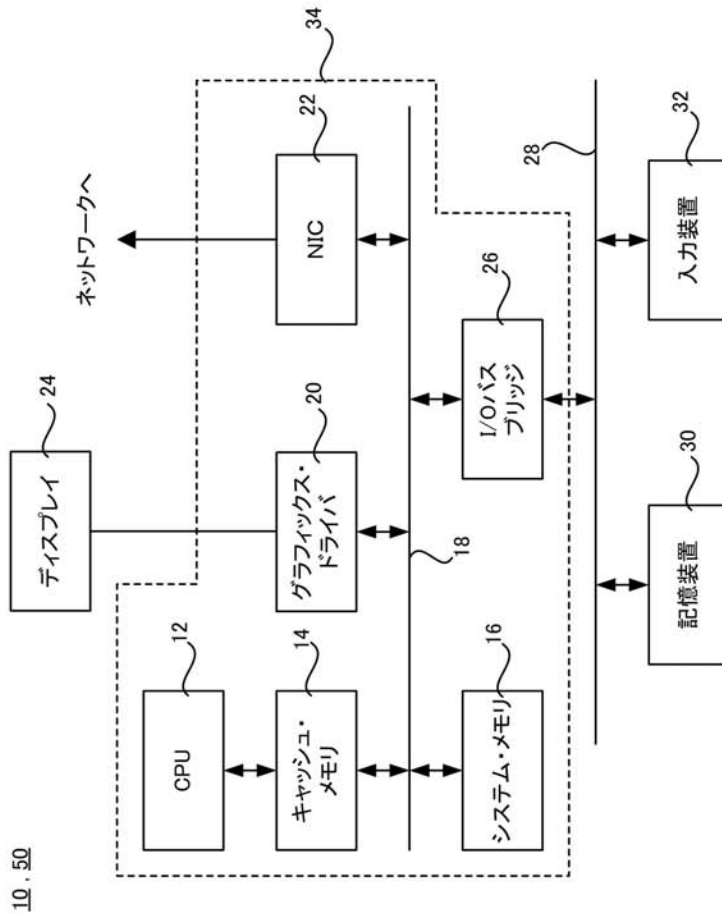 10 , 50
ディスプレイ
24
ネットワークへ
34
CPU
12
キャッシュ・
メモリ
14
グラフィックス・
ドライバ
20
NIC
22
18
システム・メモリ
16
I/Oバス
ブリッジ
26
28
記憶装置
30
入力装置
32